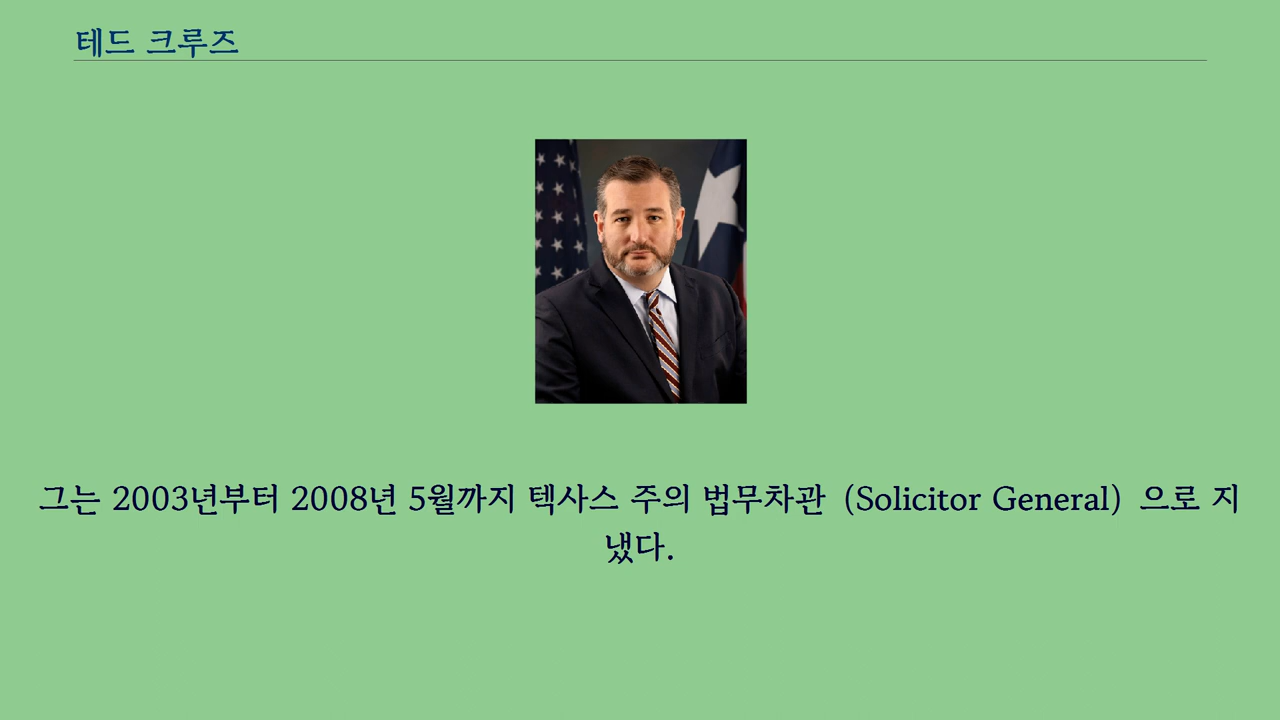 테드 크루즈
그는 2003년부터 2008년 5월까지 텍사스 주의 법무차관 (Solicitor General) 으로 지
냈다.